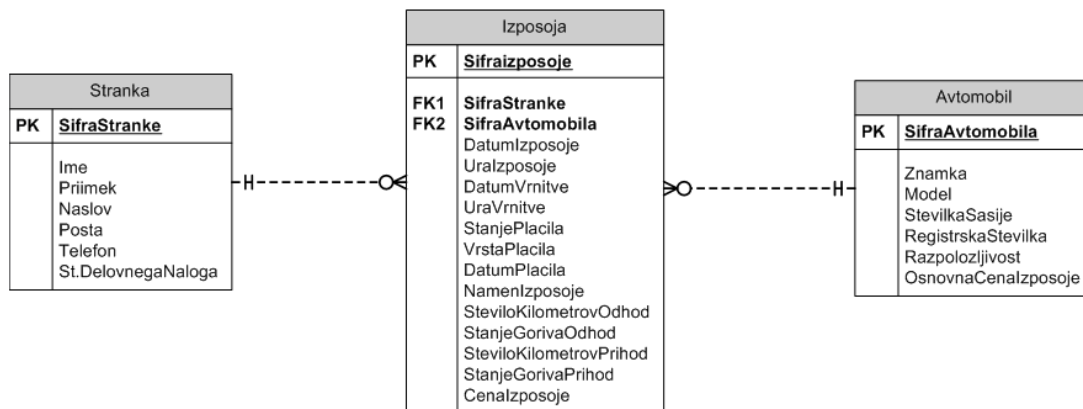 Stranka
PK SifraStranke
Ime
Priimek
Naslov
Posta
Telefon
St.DelovnegaNaloga
Izposoja
PK Sifraizposoje
FK1 SifraStranke
FK2 SifraAvtomobila
DatumIzposoje
UraIzposoje
DatumVrnitve
UraVrnitve
StanjePlacila
VrstaPlacila
DatumPlacila
NamenIzposoje
SteviloKilometrovOdhod
StanjeGorivaOdhod
SteviloKilometrovPrihod
StanjeGorivaPrihod
CenaIzposoje
Avtomobil
PK SifraAvtomobila
Znamka
Model
StevilkaSasije
RegistrskaStevilka
Razpolozljivost
OsnovnaCenaIzposoje